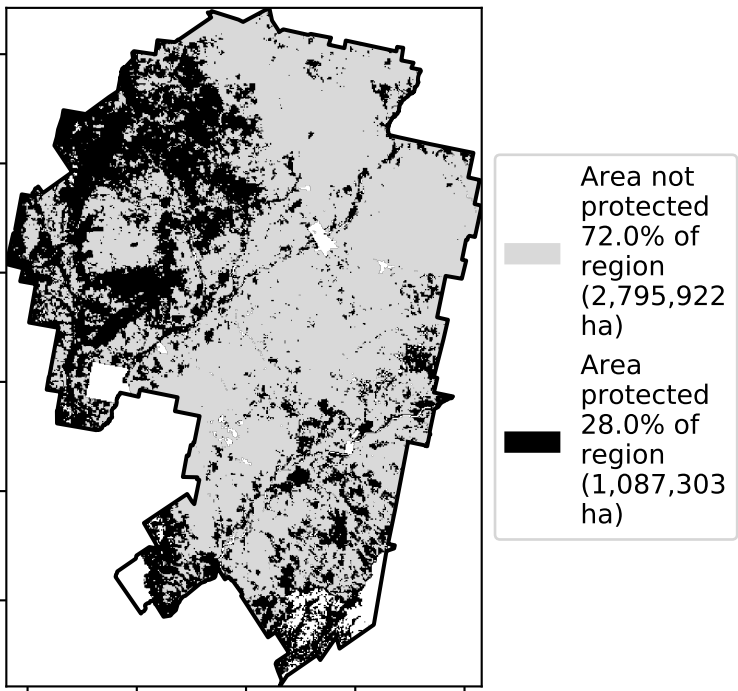 Area not
protected
72.0% of
region
(2,795,922
ha)
Area
protected
28.0% of
region
(1,087,303
ha)